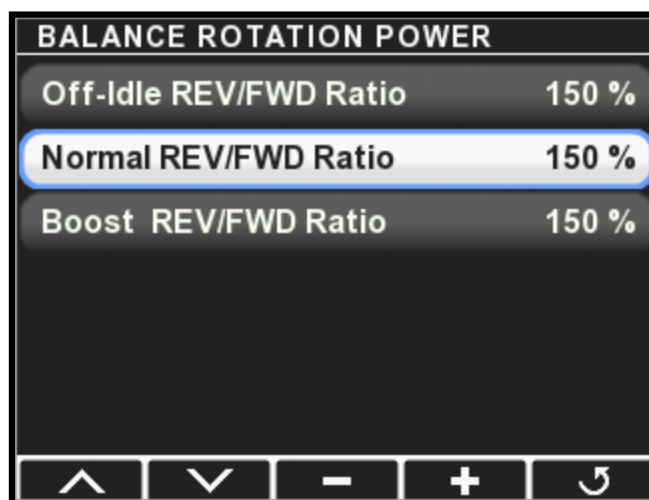 BALANCE ROTATION POWER
Off-Idle REV/FWD Ratio 150 %
Normal REV/FWD Ratio 150 %
Boost  REV/FWD Ratio 150 %